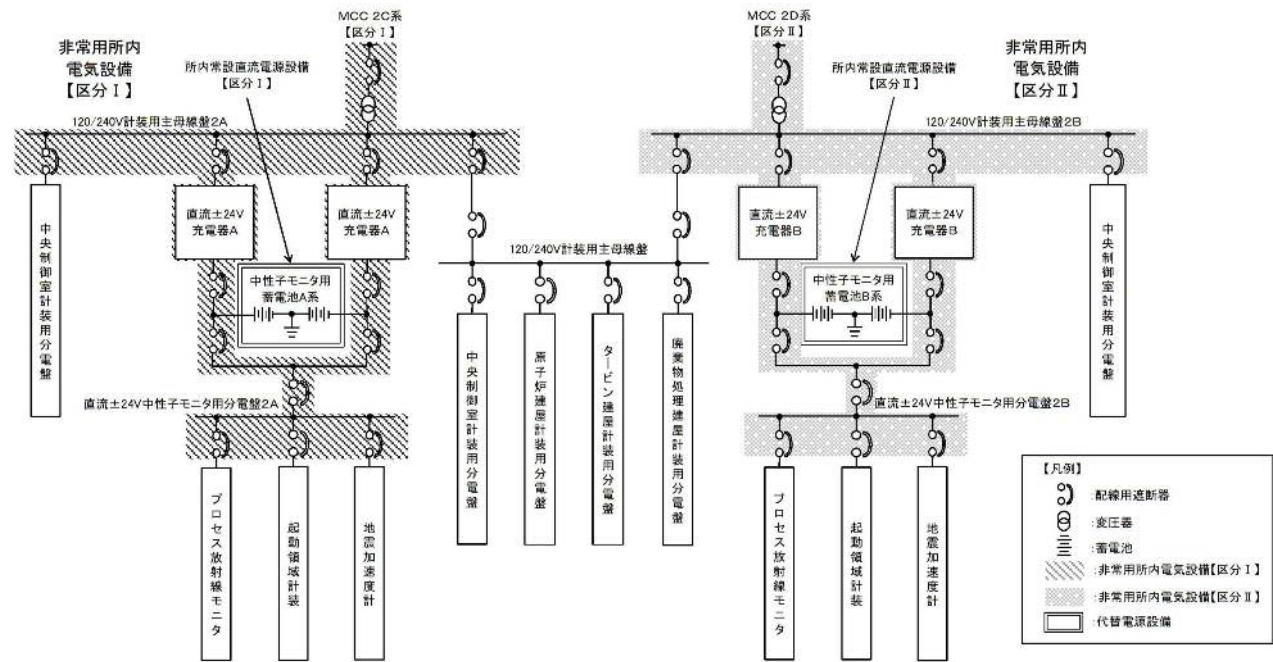 MCC 2C系
【区分Ⅰ】
MCC 2D系
【区分Ⅱ】
非常用所内
電気設備
【区分Ⅰ】
所内常設直流電源設備
【区分Ⅰ】
所内常設直流電源設備
【区分Ⅱ】
非常用所内
電気設備
【区分Ⅱ】
120/240V計装用主母線盤2A
120/240V計装用主母線盤2B
中央制御室計装用分電盤
直流±24V
充電器A
直流±24V
充電器A
直流±24V
充電器B
直流±24V
充電器B
中央制御室計装用分電盤
120/240V計装用主母線盤
中性子モニタ用
蓄電池A系
中性子モニタ用
蓄電池B系
中央制御室計装用分電盤
原子炉建屋計装用分電盤
タービン建屋計装用分電盤
廃棄物処理建屋計装用分電盤
直流±24V中性子モニタ用分電盤2A
直流±24V中性子モニタ用分電盤2B
プロセス放射線モニタ
起動領域計装
地震加速度計
プロセス放射線モニタ
起動領域計装
地震加速度計
【凡例】
:配線用遮断器
:変圧器
:蓄電池
:非常用所内電気設備【区分Ⅰ】
:非常用所内電気設備【区分Ⅱ】
:代替電源設備